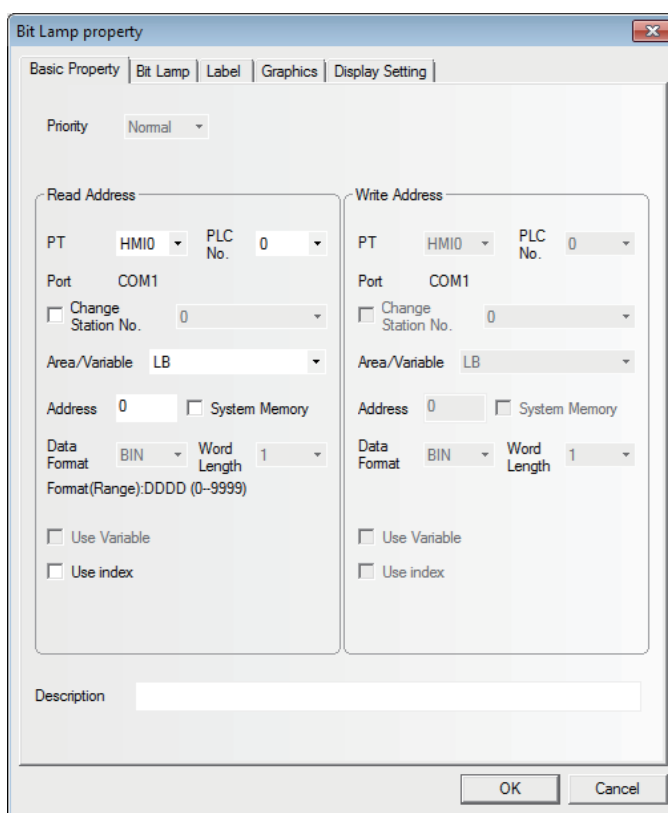 Bit Lamp property
Basic Property Bit Lamp Label Graphics Display Setting
Priority Normal
Read Address
PT HMI0 PLC No. 0
Port COM1
Change Station No. 0
Area/Variable LB
Address 0 System Memory
Data Format BIN Word Length 1
Format(Range):DDDD (0--9999)
Use Variable
Use index
Write Address
PT HMI0 PLC No. 0
Port COM1
Change Station No. 0
Area/Variable LB
Address 0 System Memory
Data Format BIN Word Length 1
Use Variable
Use index
Description
OK Cancel